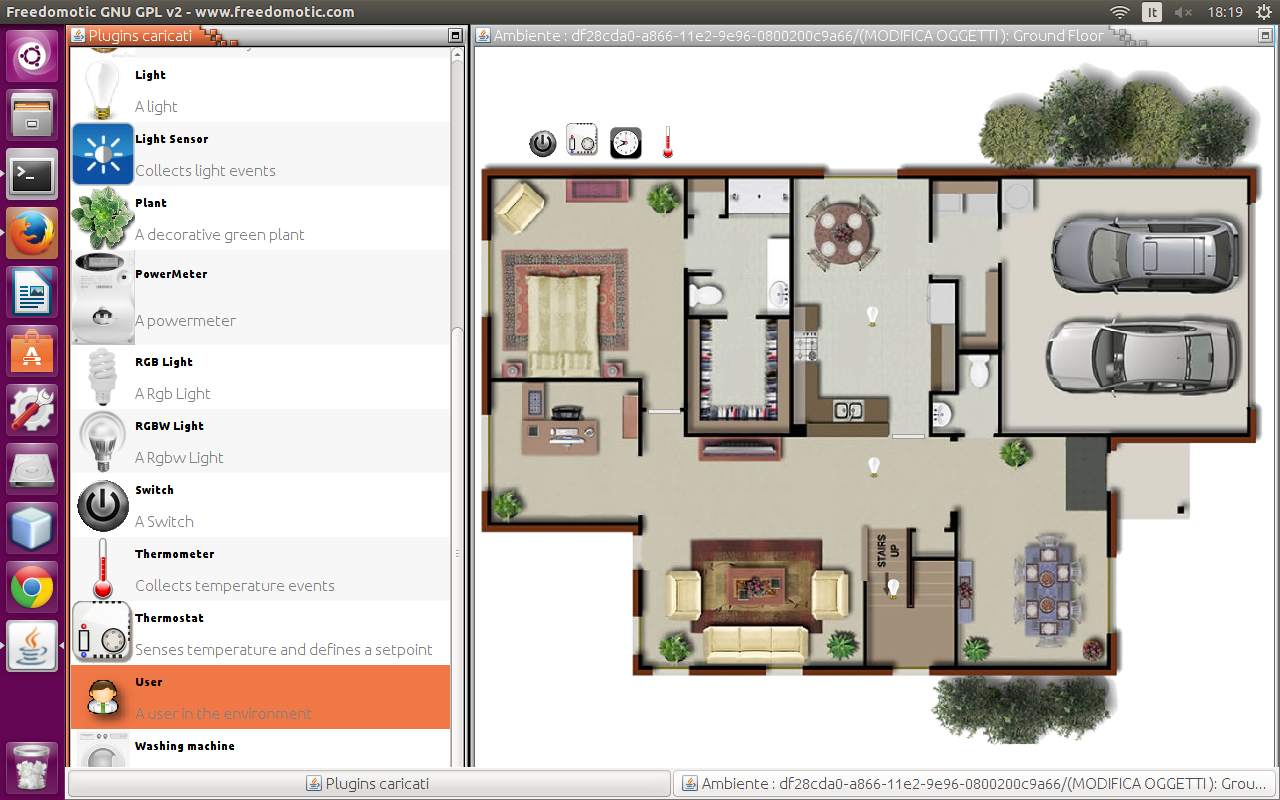 Freedomotic GNU GPL v2 - www.freedomotic.com
It
18:19
Plugins caricati
Light
A light
Light Sensor
Collects light events
Plant
A decorative green plant
PowerMeter
A powermeter
RGB Light
A Rgb Light
RGBW Light
A Rgbw Light
Switch
A Switch
Thermometer
Collects temperature events
Thermostat
Senses temperature and defines a setpoint
User
A user in the environment
Washing machine
Ambiente : df28cda0-a866-11e2-9e96-0800200c9a66/(MODIFICA OGGETTI ): Ground Floor
STAIRS
UP
Plugins caricati
Ambiente : df28cda0-a866-11e2-9e96-0800200c9a66/(MODIFICA OGGETTI ): Grou...